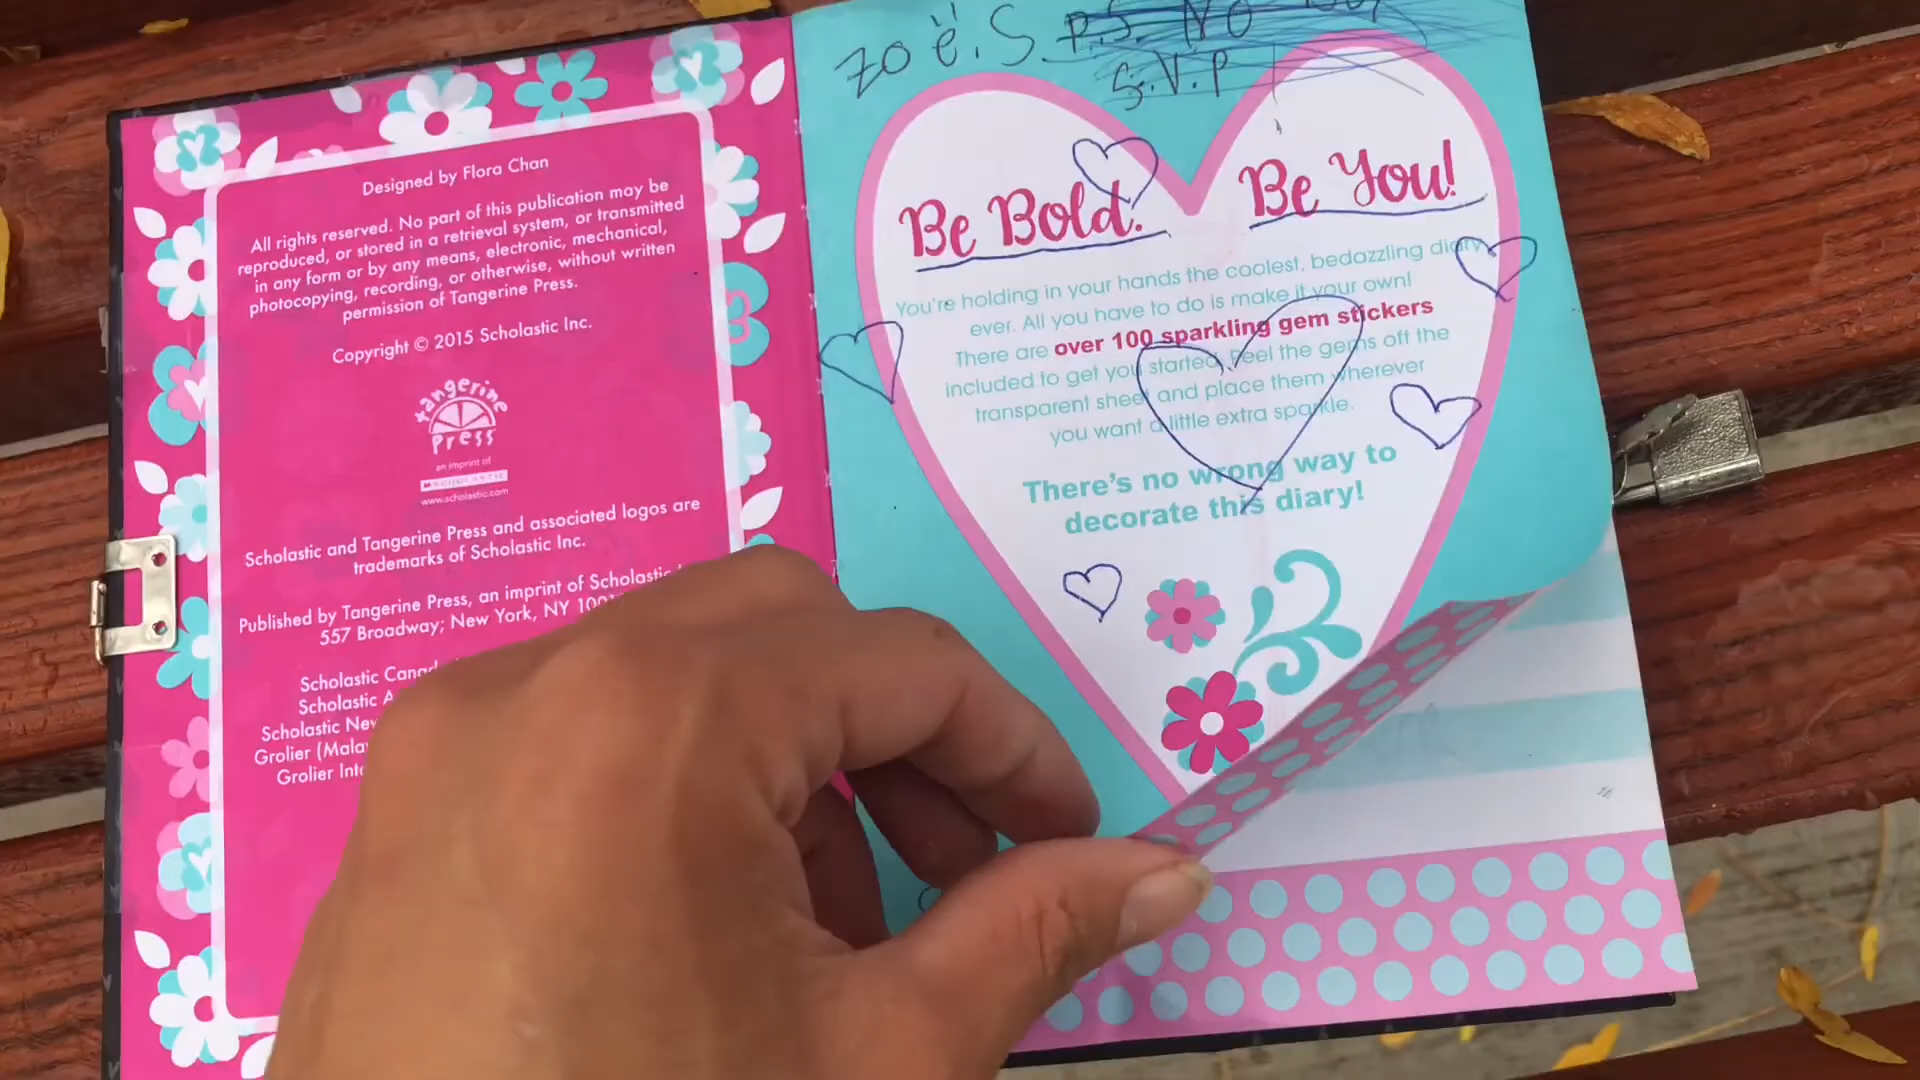 Designed by Flora Chan
All rights reserved. No part of this publication may be
reproduced, or stored in a retrieval system, or transmitted
in any form or by any means, electronic, mechanical,
photocopying, recording, or otherwise, without written
permission of Tangerine Press.
Copyright © 2015 Scholastic Inc.
tangerine
press
an imprint of
SCHOLASTIC
www.scholastic.com
Scholastic and Tangerine Press and associated logos are
trademarks of Scholastic Inc.
Published by Tangerine Press, an imprint of Scholastic
557 Broadway; New York, NY
Scholastic
Scholastic
Scholastic
Grolier
Grolier
Zoë.S. P.S. NO
S.V.P
Be Bold. Be You!
You're holding in your hands the coolest, bedazzling diary
ever. All you have to do is make it your own!
There are over 100 sparkling gem stickers
included to get you started. Peel the gems off the
transparent sheet and place them wherever
you want a little extra sparkle.
There's no wrong way to
decorate this diary!